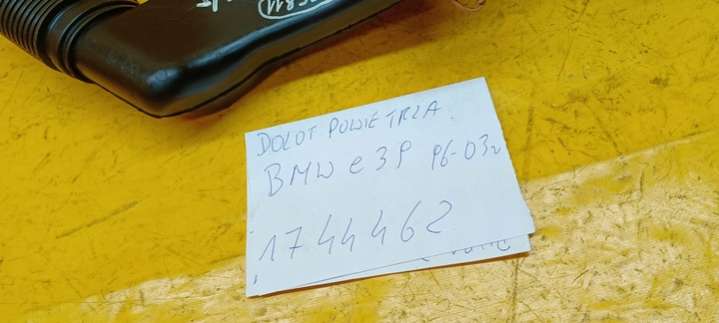 DOLOT POWIETRZA
BMW e39 96-03r
1744462